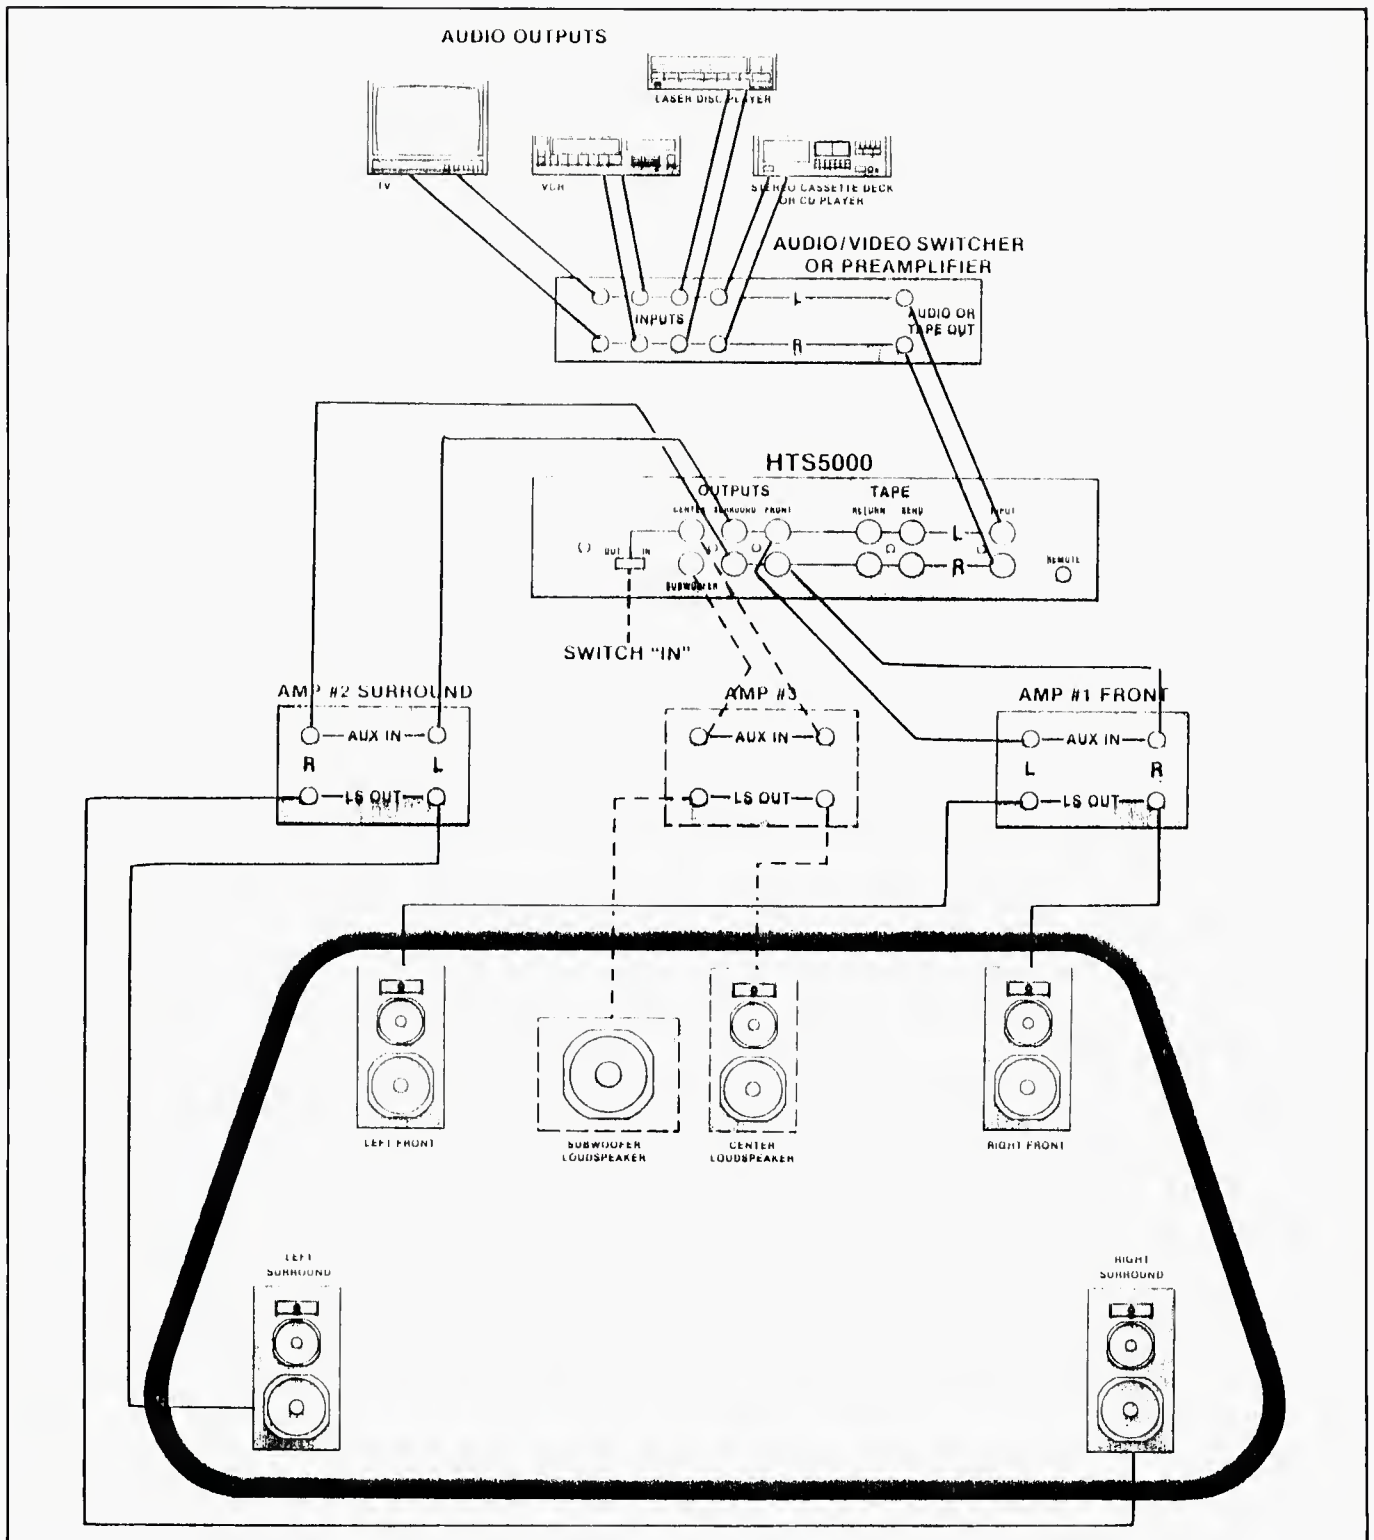 AUDIO OUTPUTS
LASER DISC PLAYER
TV
VCR
STEREO CASSETTE DECK
OR CD PLAYER
AUDIO/VIDEO SWITCHER
OR PREAMPLIFIER
L
INPUTS
AUDIO OR
TAPE OUT
R
HTS5000
OUTPUTS
TAPE
CENTER SURROUND FRONT
RETURN SEND
INPUT
L
OUT IN
R
REMOTE
SUBWOOFER
SWITCH "IN"
AMP #2 SURROUND
AMP #3
AMP #1 FRONT
AUX IN
AUX IN
AUX IN
R L
L R
LS OUT
LS OUT
LS OUT
LEFT FRONT
SUBWOOFER
LOUDSPEAKER
CENTER
LOUDSPEAKER
RIGHT FRONT
LEFT
SURROUND
RIGHT
SURROUND